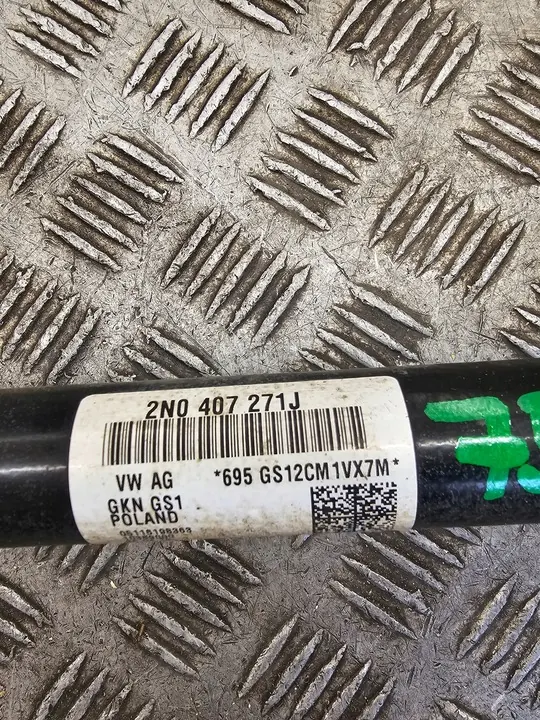 2N0 407 271J
VW AG *695 GS12CM1VX7M*
GKN GS1
POLAND